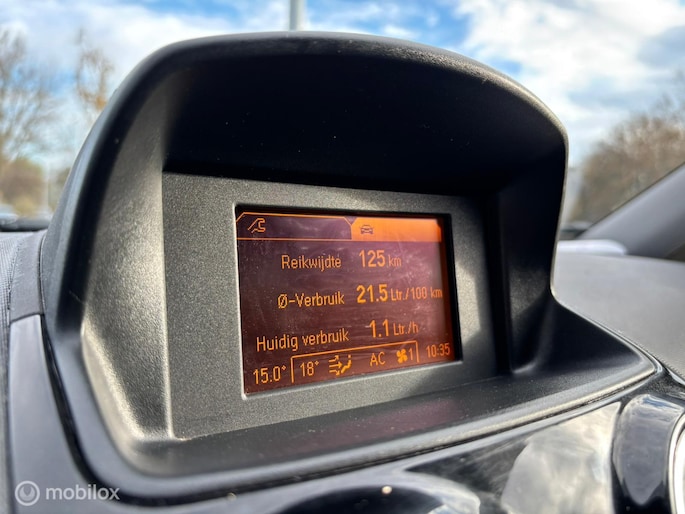 Reikwijdte 125 km
Ø-Verbruik 21.5 Ltr./100 km
Huidig verbruik 1.1 Ltr./h
15.0° 18° AC 1 10:35
mobilox